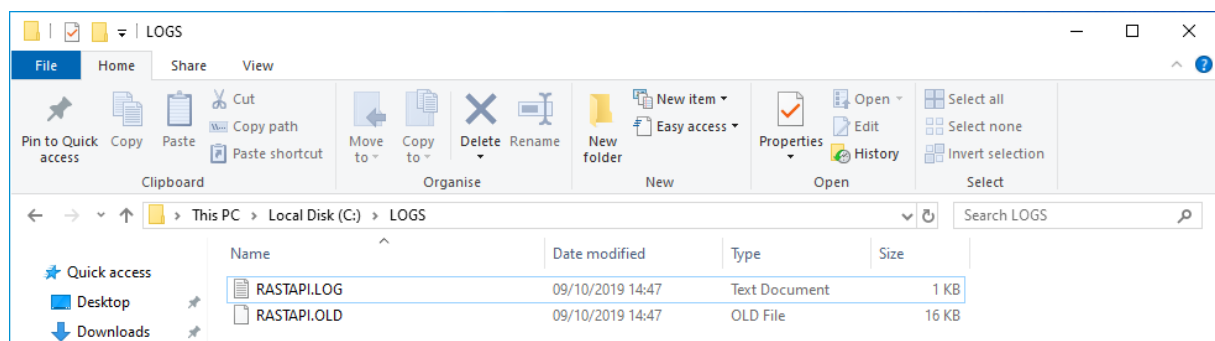 LOGS
File Home Share View
Pin to Quick access
Copy
Paste
Cut
Copy path
Paste shortcut
Clipboard
Move to
Copy to
Delete
Rename
Organise
New folder
New item
Easy access
New
Properties
Open
Edit
History
Open
Select all
Select none
Invert selection
Select
This PC > Local Disk (C:) > LOGS
Search LOGS
Quick access
Desktop
Downloads
Name Date modified Type Size
RASTAPI.LOG 09/10/2019 14:47 Text Document 1 KB
RASTAPI.OLD 09/10/2019 14:47 OLD File 16 KB